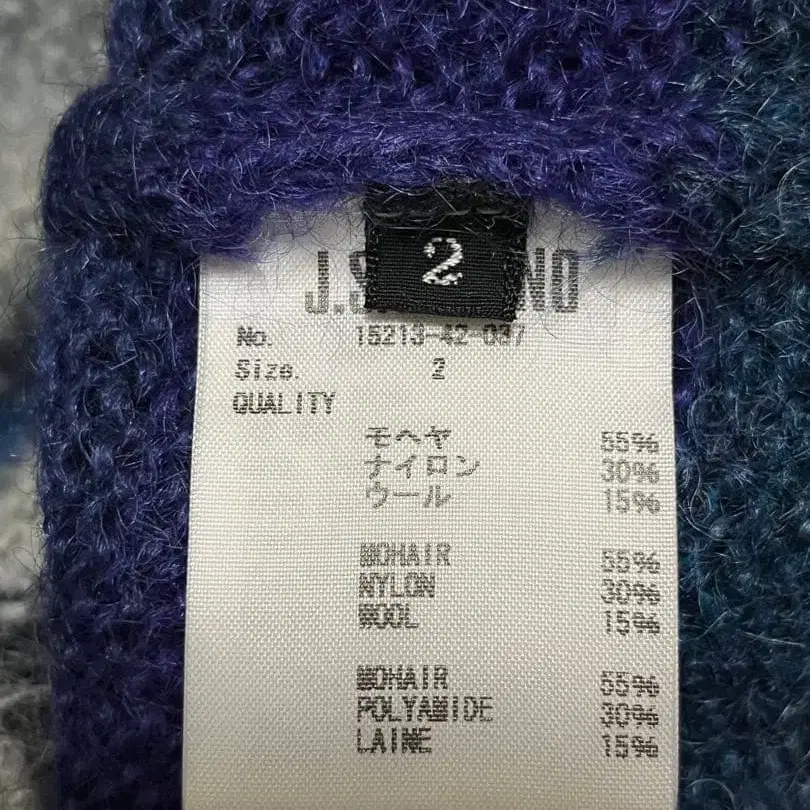 2
No. 15213-42-037
Size. 2
QUALITY
モヘヤ 55%
ナイロン 30%
ウール 15%
MOHAIR 55%
NYLON 30%
WOOL 15%
MOHAIR 55%
POLYAMIDE 30%
LAINE 15%